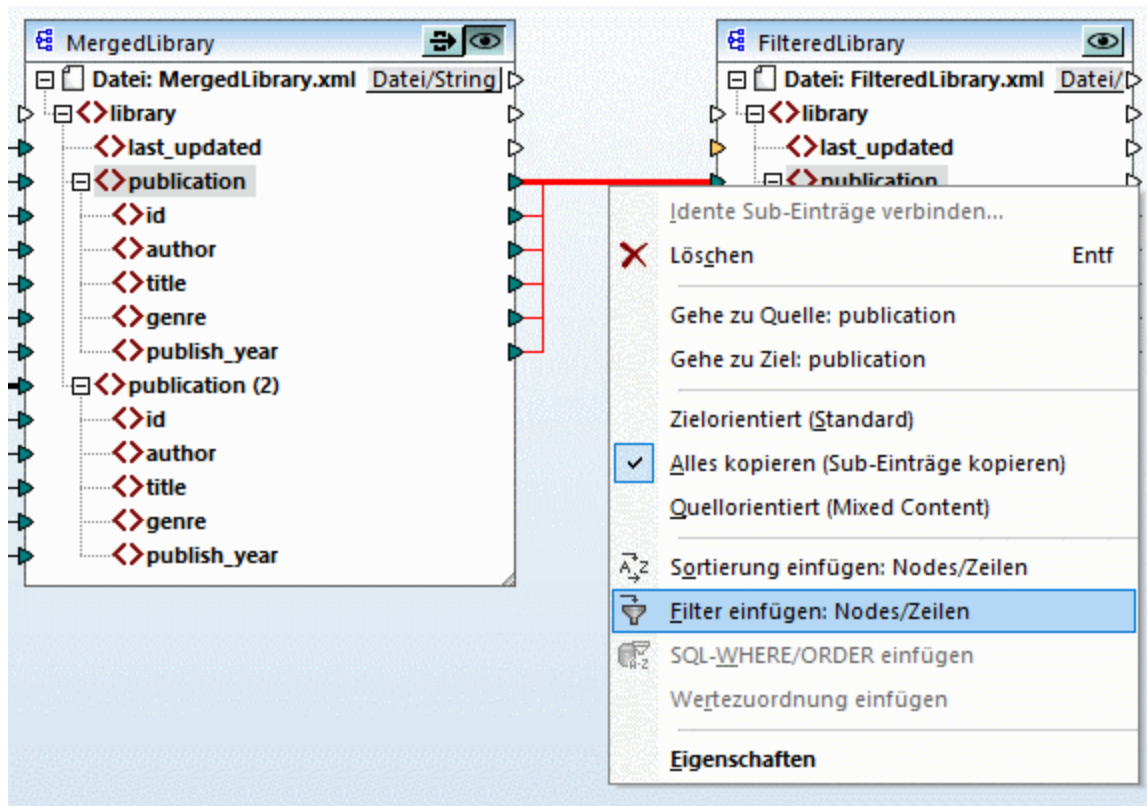 MergedLibrary
Datei: MergedLibrary.xml Datei/String
library
last_updated
publication
id
author
title
genre
publish_year
publication (2)
id
author
title
genre
publish_year
FilteredLibrary
Datei: FilteredLibrary.xml Datei/
library
last_updated
publication
Idente Sub-Einträge verbinden...
Löschen Entf
Gehe zu Quelle: publication
Gehe zu Ziel: publication
Zielorientiert (Standard)
Alles kopieren (Sub-Einträge kopieren)
Quellorientiert (Mixed Content)
Sortierung einfügen: Nodes/Zeilen
Filter einfügen: Nodes/Zeilen
SQL-WHERE/ORDER einfügen
Wertezuordnung einfügen
Eigenschaften